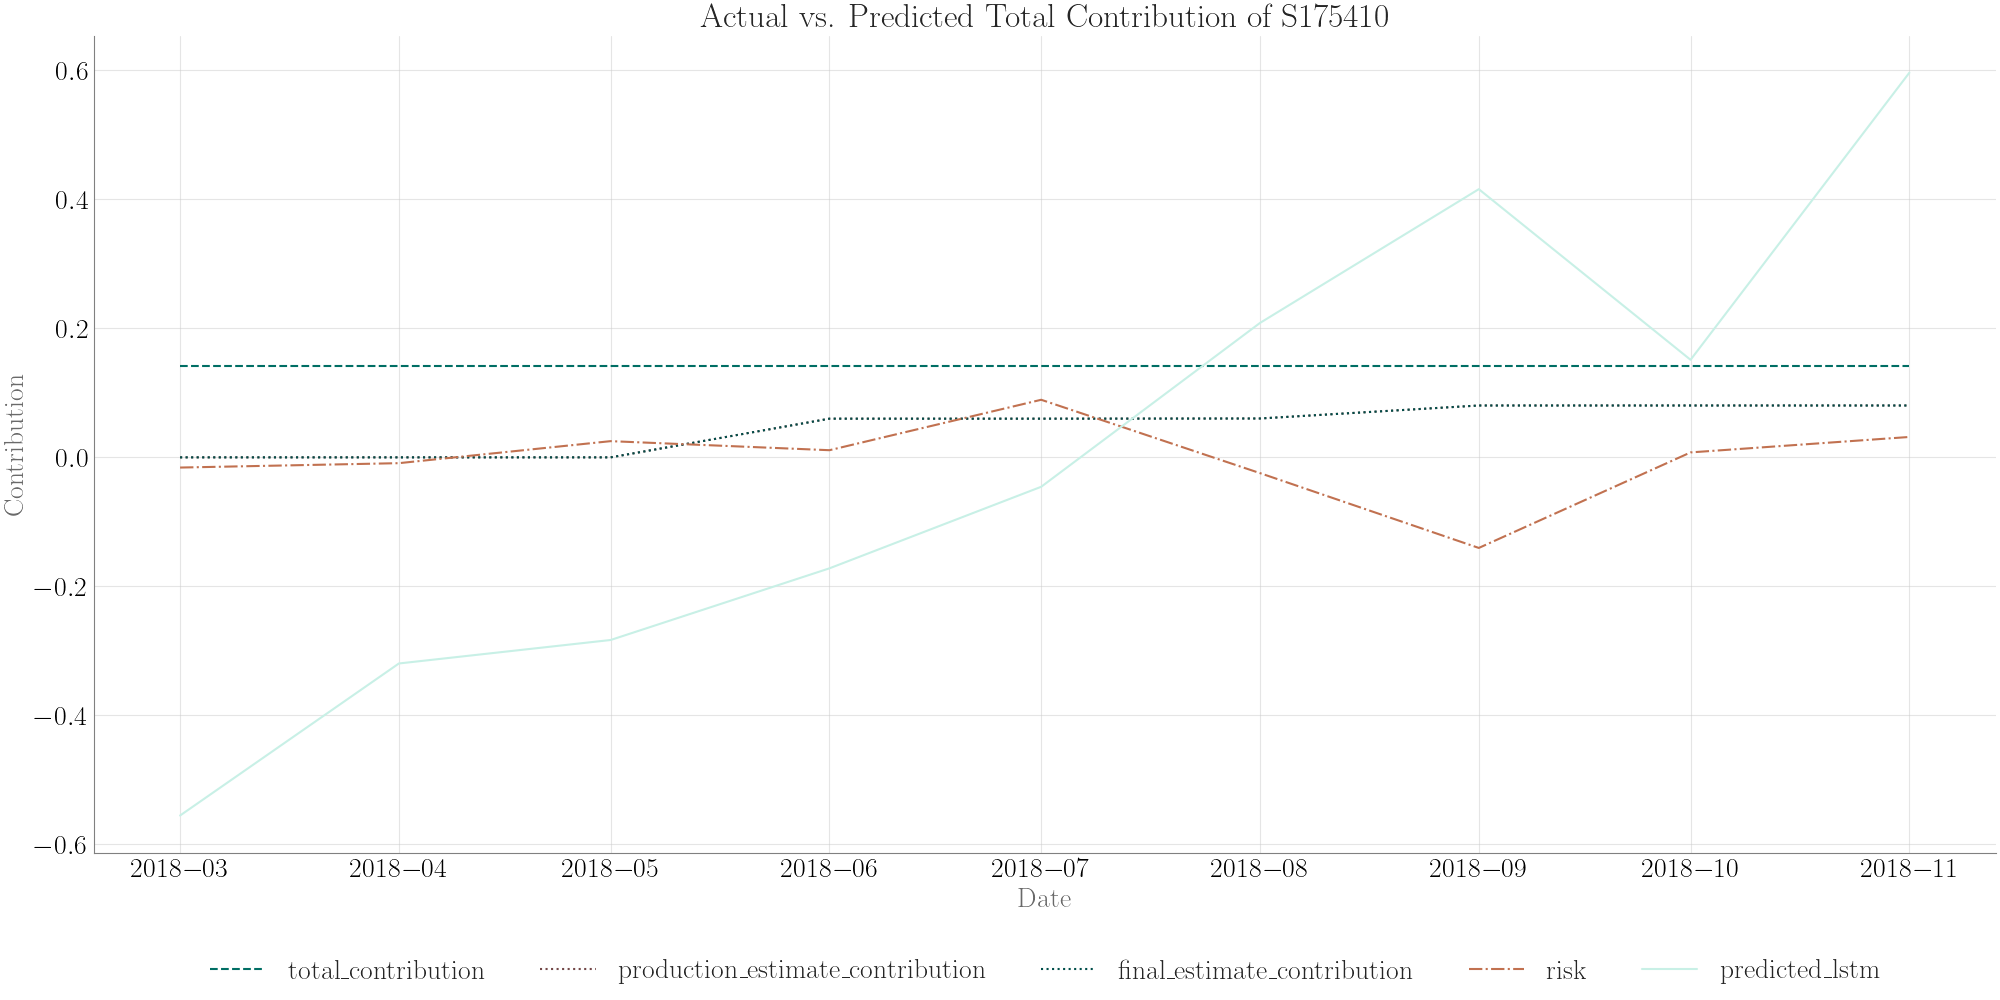 Actual vs. Predicted Total Contribution of S175410
Contribution
0.6
0.4
0.2
0.0
−0.2
−0.4
−0.6
2018−03 2018−04 2018−05 2018−06 2018−07 2018−08 2018−09 2018−10 2018−11
Date
total_contribution production_estimate_contribution final_estimate_contribution risk predicted_lstm